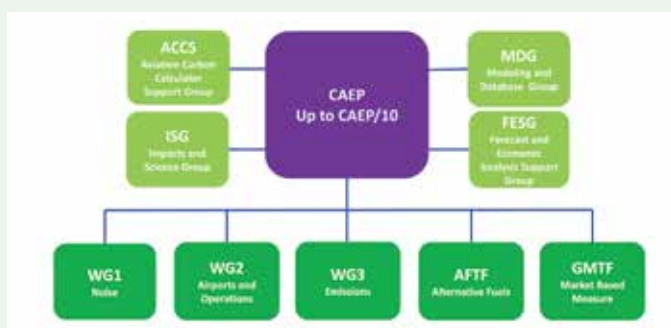 ACCS
Aviation Carbon
Calculator
Support Group
ISG
Impacts and
Science Group
CAEP
Up to CAEP/10
MDG
Modeling and
Database Group
FESG
Forecast and
Economic
Analysis Support
Group
WG1
Noise
WG2
Airports and
Operations
WG3
Emissions
AFTF
Alternative Fuels
GMTF
Market Based
Measure